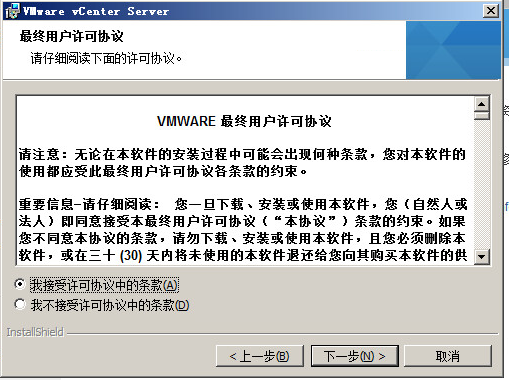 VMware vCenter Server
最终用户许可协议
请仔细阅读下面的许可协议。
VMWARE 最终用户许可协议
请注意：无论在本软件的安装过程中可能会出现何种条款，您对本软件的
使用都应受此最终用户许可协议各条款的约束。
重要信息-请仔细阅读： 您一旦下载、安装或使用本软件，您（自然人或
法人）即同意接受本最终用户许可协议（“本协议”）条款的约束。如果
您不同意本协议的条款，请勿下载、安装或使用本软件，且您必须删除本
软件，或在三十 (30) 天内将未使用的本软件退还给您向其购买本软件的供
我接受许可协议中的条款(A)
我不接受许可协议中的条款(D)
InstallShield
< 上一步(B)
下一步(N) >
取消